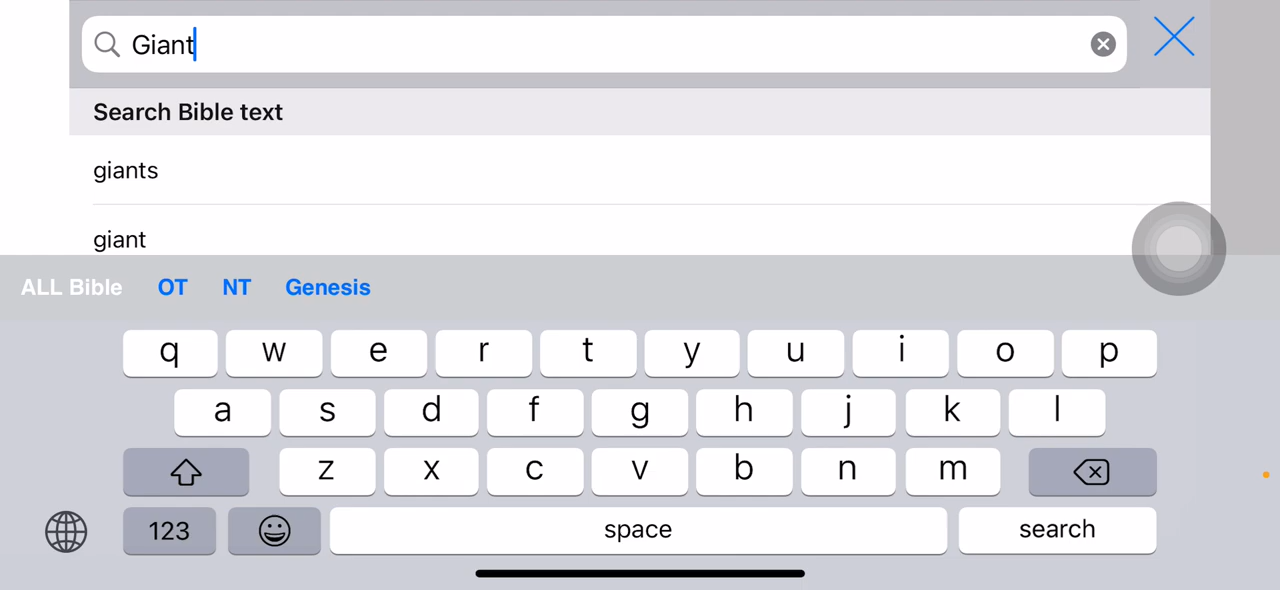 Giant
Search Bible text
giants
giant
ALL Bible OT NT Genesis
q w e r t y u i o p
a s d f g h j k l
z x c v b n m
123 space search